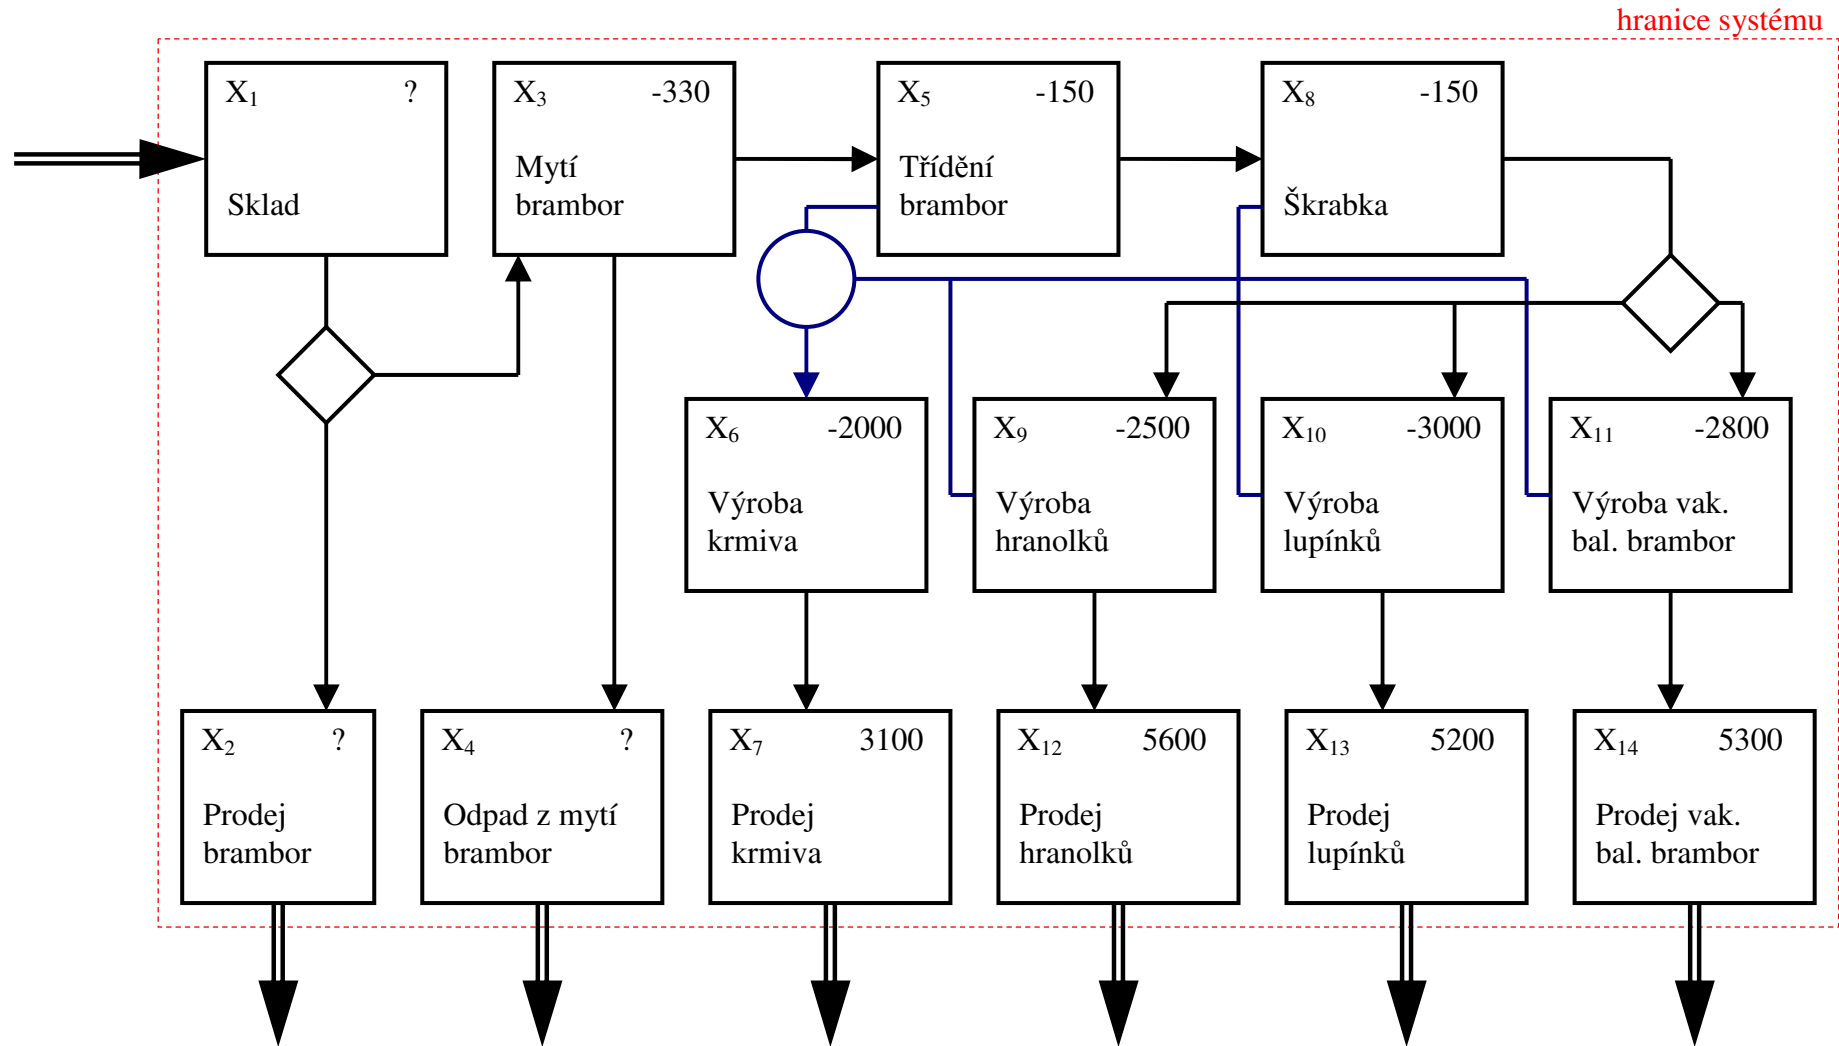 hranice systému
X₁ ?
Sklad
X₃ -330
Mytí
brambor
X₅ -150
Třídění
brambor
X₈ -150
Škrabka
X₆ -2000
Výroba
krmiva
X₉ -2500
Výroba
hranolků
X₁₀ -3000
Výroba
lupínků
X₁₁ -2800
Výroba vak.
bal. brambor
X₂ ?
Prodej
brambor
X₄ ?
Odpad z mytí
brambor
X₇ 3100
Prodej
krmiva
X₁₂ 5600
Prodej
hranolků
X₁₃ 5200
Prodej
lupínků
X₁₄ 5300
Prodej vak.
bal. brambor